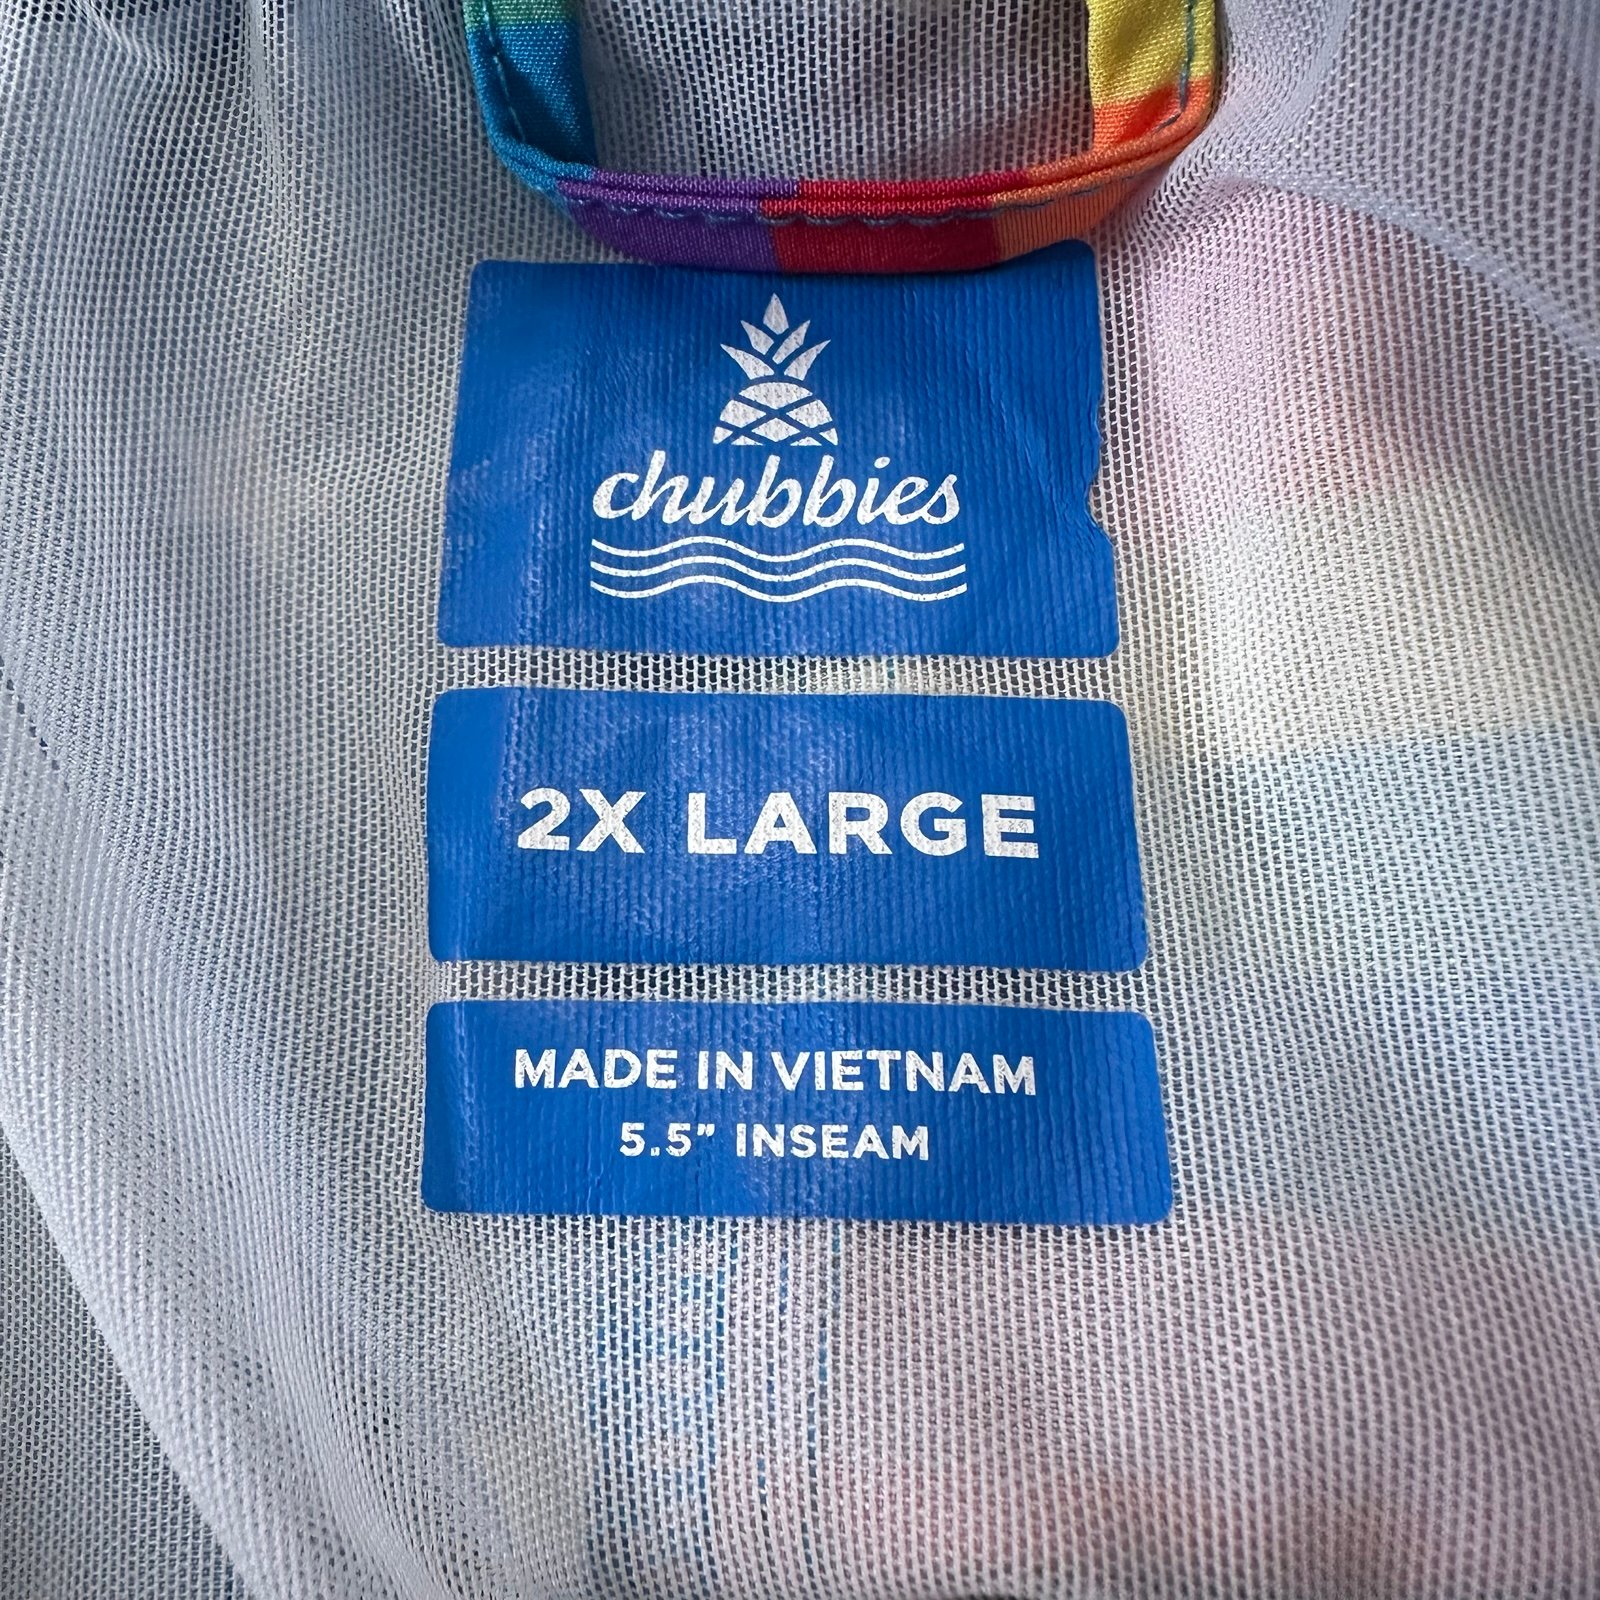 chubbies
2X LARGE
MADE IN VIETNAM
5.5” INSEAM